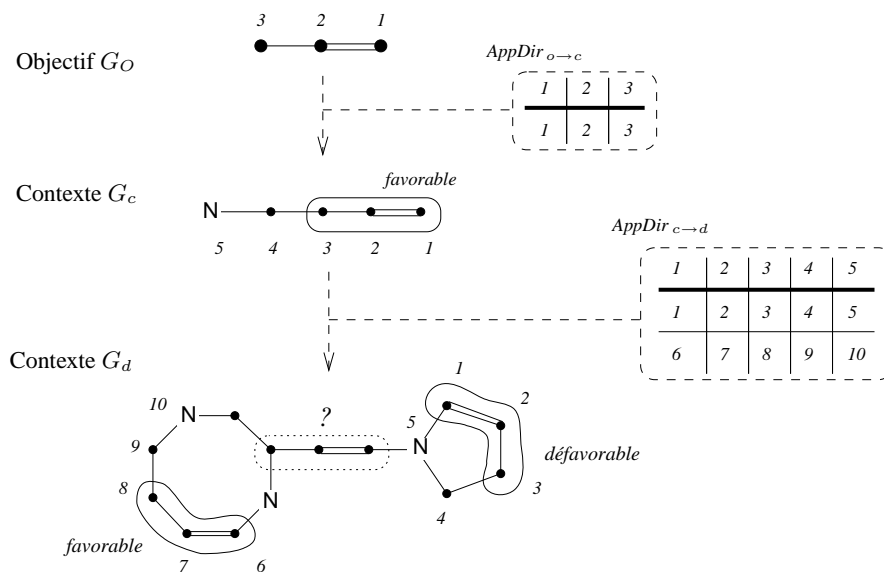 3 2 1
Objectif G_O
AppDir o→c
1 2 3
1 2 3
Contexte G_c
favorable
N
5 4 3 2 1
AppDir c→d
1 2 3 4 5
1 2 3 4 5
6 7 8 9 10
Contexte G_d
1
10 N ? 2
9 5 N
défavorable
8 N 3
4
favorable
7 6